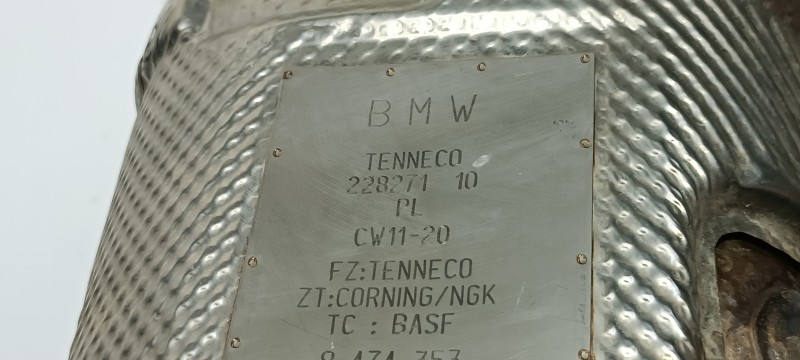 BMW
TENNECO
228271 10
PL
CW11-20
FZ:TENNECO
ZT:CORNING/NGK
TC : BASF